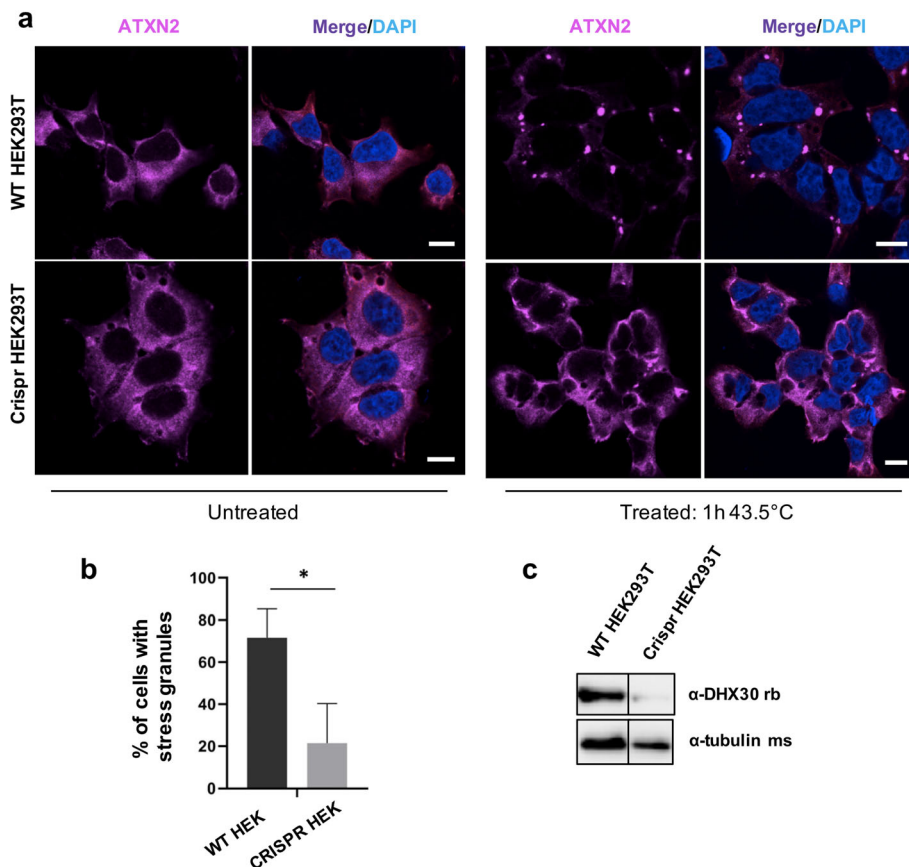 a
ATXN2 Merge/DAPI ATXN2 Merge/DAPI
WT HEK293T
Crispr HEK293T
Untreated Treated: 1h 43.5°C
b
% of cells with
stress granules
100
80
60
40
20
0
*
WT HEK
CRISPR HEK
c
WT HEK293T
Crispr HEK293T
α-DHX30 rb
α-tubulin ms